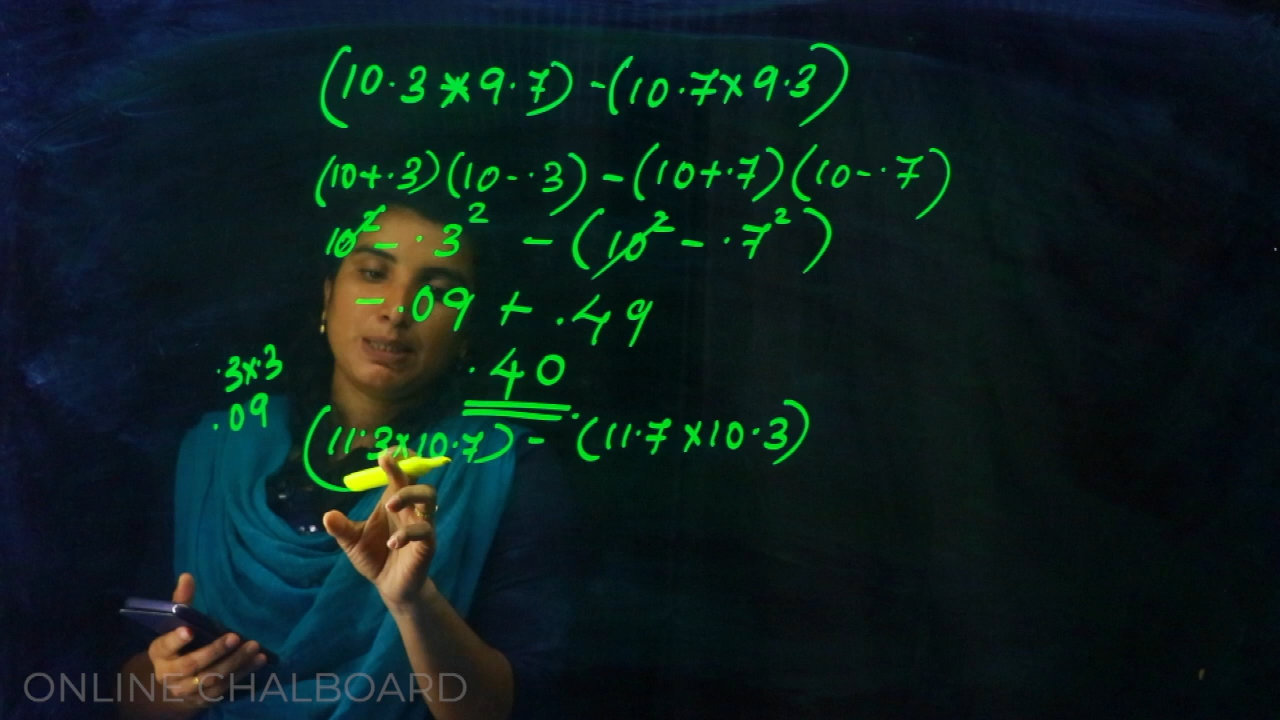 (10.3 × 9.7) - (10.7 × 9.3)
(10+.3)(10-.3) - (10+.7)(10-.7)
10² - .3² - (10² - .7²)
- .09 + .49
.3×.3
.40
.09
(11.3×10.7) - (11.7×10.3)
ONLINE CHALBOARD